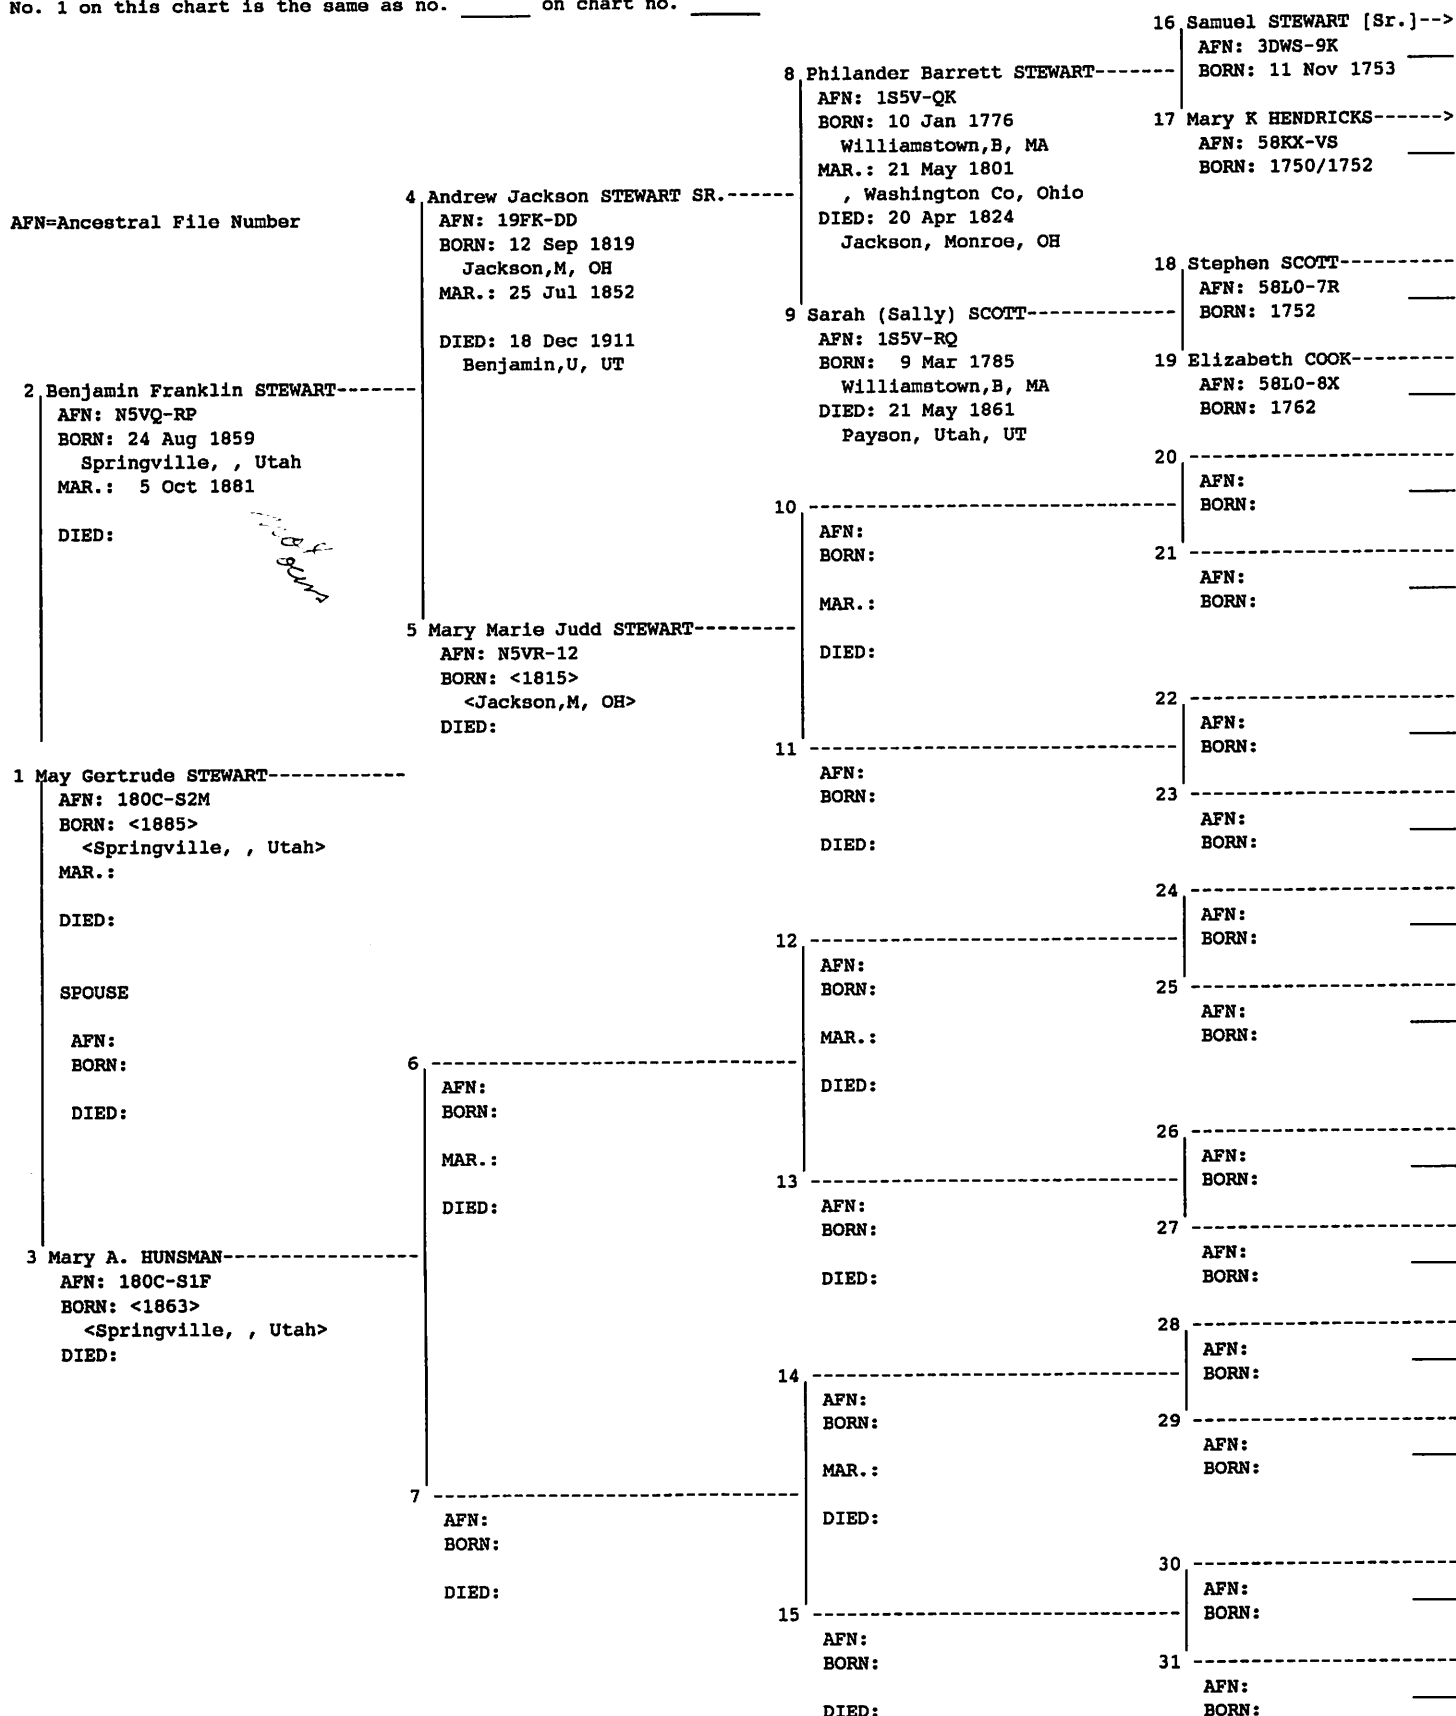 No. 1 on this chart is the same as no. ______ on chart no. ______
16 Samuel STEWART [Sr.]-->
AFN: 3DWS-9K
BORN: 11 Nov 1753
8 Philander Barrett STEWART-------
AFN: 1S5V-QK
BORN: 10 Jan 1776
Williamstown,B, MA
MAR.: 21 May 1801
, Washington Co, Ohio
DIED: 20 Apr 1824
Jackson, Monroe, OH
17 Mary K HENDRICKS------>
AFN: 58KX-VS
BORN: 1750/1752
4 Andrew Jackson STEWART SR.------
AFN: 19FK-DD
BORN: 12 Sep 1819
Jackson,M, OH
MAR.: 25 Jul 1852
DIED: 18 Dec 1911
Benjamin,U, UT
AFN=Ancestral File Number
18 Stephen SCOTT----------
AFN: 58L0-7R
BORN: 1752
9 Sarah (Sally) SCOTT------------
AFN: 1S5V-RQ
BORN: 9 Mar 1785
Williamstown,B, MA
DIED: 21 May 1861
Payson, Utah, UT
19 Elizabeth COOK---------
AFN: 58L0-8X
BORN: 1762
2 Benjamin Franklin STEWART-------
AFN: N5VQ-RP
BORN: 24 Aug 1859
Springville, , Utah
MAR.: 5 Oct 1881
DIED:
not
ours
20
AFN:
BORN:
10
AFN:
BORN:
MAR.:
DIED:
21
AFN:
BORN:
5 Mary Marie Judd STEWART---------
AFN: N5VR-12
BORN: <1815>
<Jackson,M, OH>
DIED:
22
AFN:
BORN:
11
AFN:
BORN:
DIED:
23
AFN:
BORN:
1 May Gertrude STEWART------------
AFN: 180C-S2M
BORN: <1885>
<Springville, , Utah>
MAR.:
DIED:
SPOUSE
AFN:
BORN:
DIED:
24
AFN:
BORN:
12
AFN:
BORN:
MAR.:
DIED:
25
AFN:
BORN:
6
AFN:
BORN:
MAR.:
DIED:
26
AFN:
BORN:
13
AFN:
BORN:
DIED:
27
AFN:
BORN:
3 Mary A. HUNSMAN-----------------
AFN: 180C-S1F
BORN: <1863>
<Springville, , Utah>
DIED:
28
AFN:
BORN:
14
AFN:
BORN:
MAR.:
DIED:
29
AFN:
BORN:
7
AFN:
BORN:
DIED:
30
AFN:
BORN:
15
AFN:
BORN:
DIED:
31
AFN:
BORN: